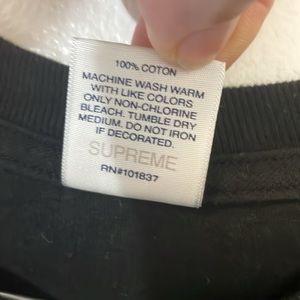 100% COTTON
MACHINE WASH WARM
WITH LIKE COLORS
ONLY NON-CHLORINE
BLEACH. TUMBLE DRY
MEDIUM. DO NOT IRON
IF DECORATED.
SUPREME
RN#101837